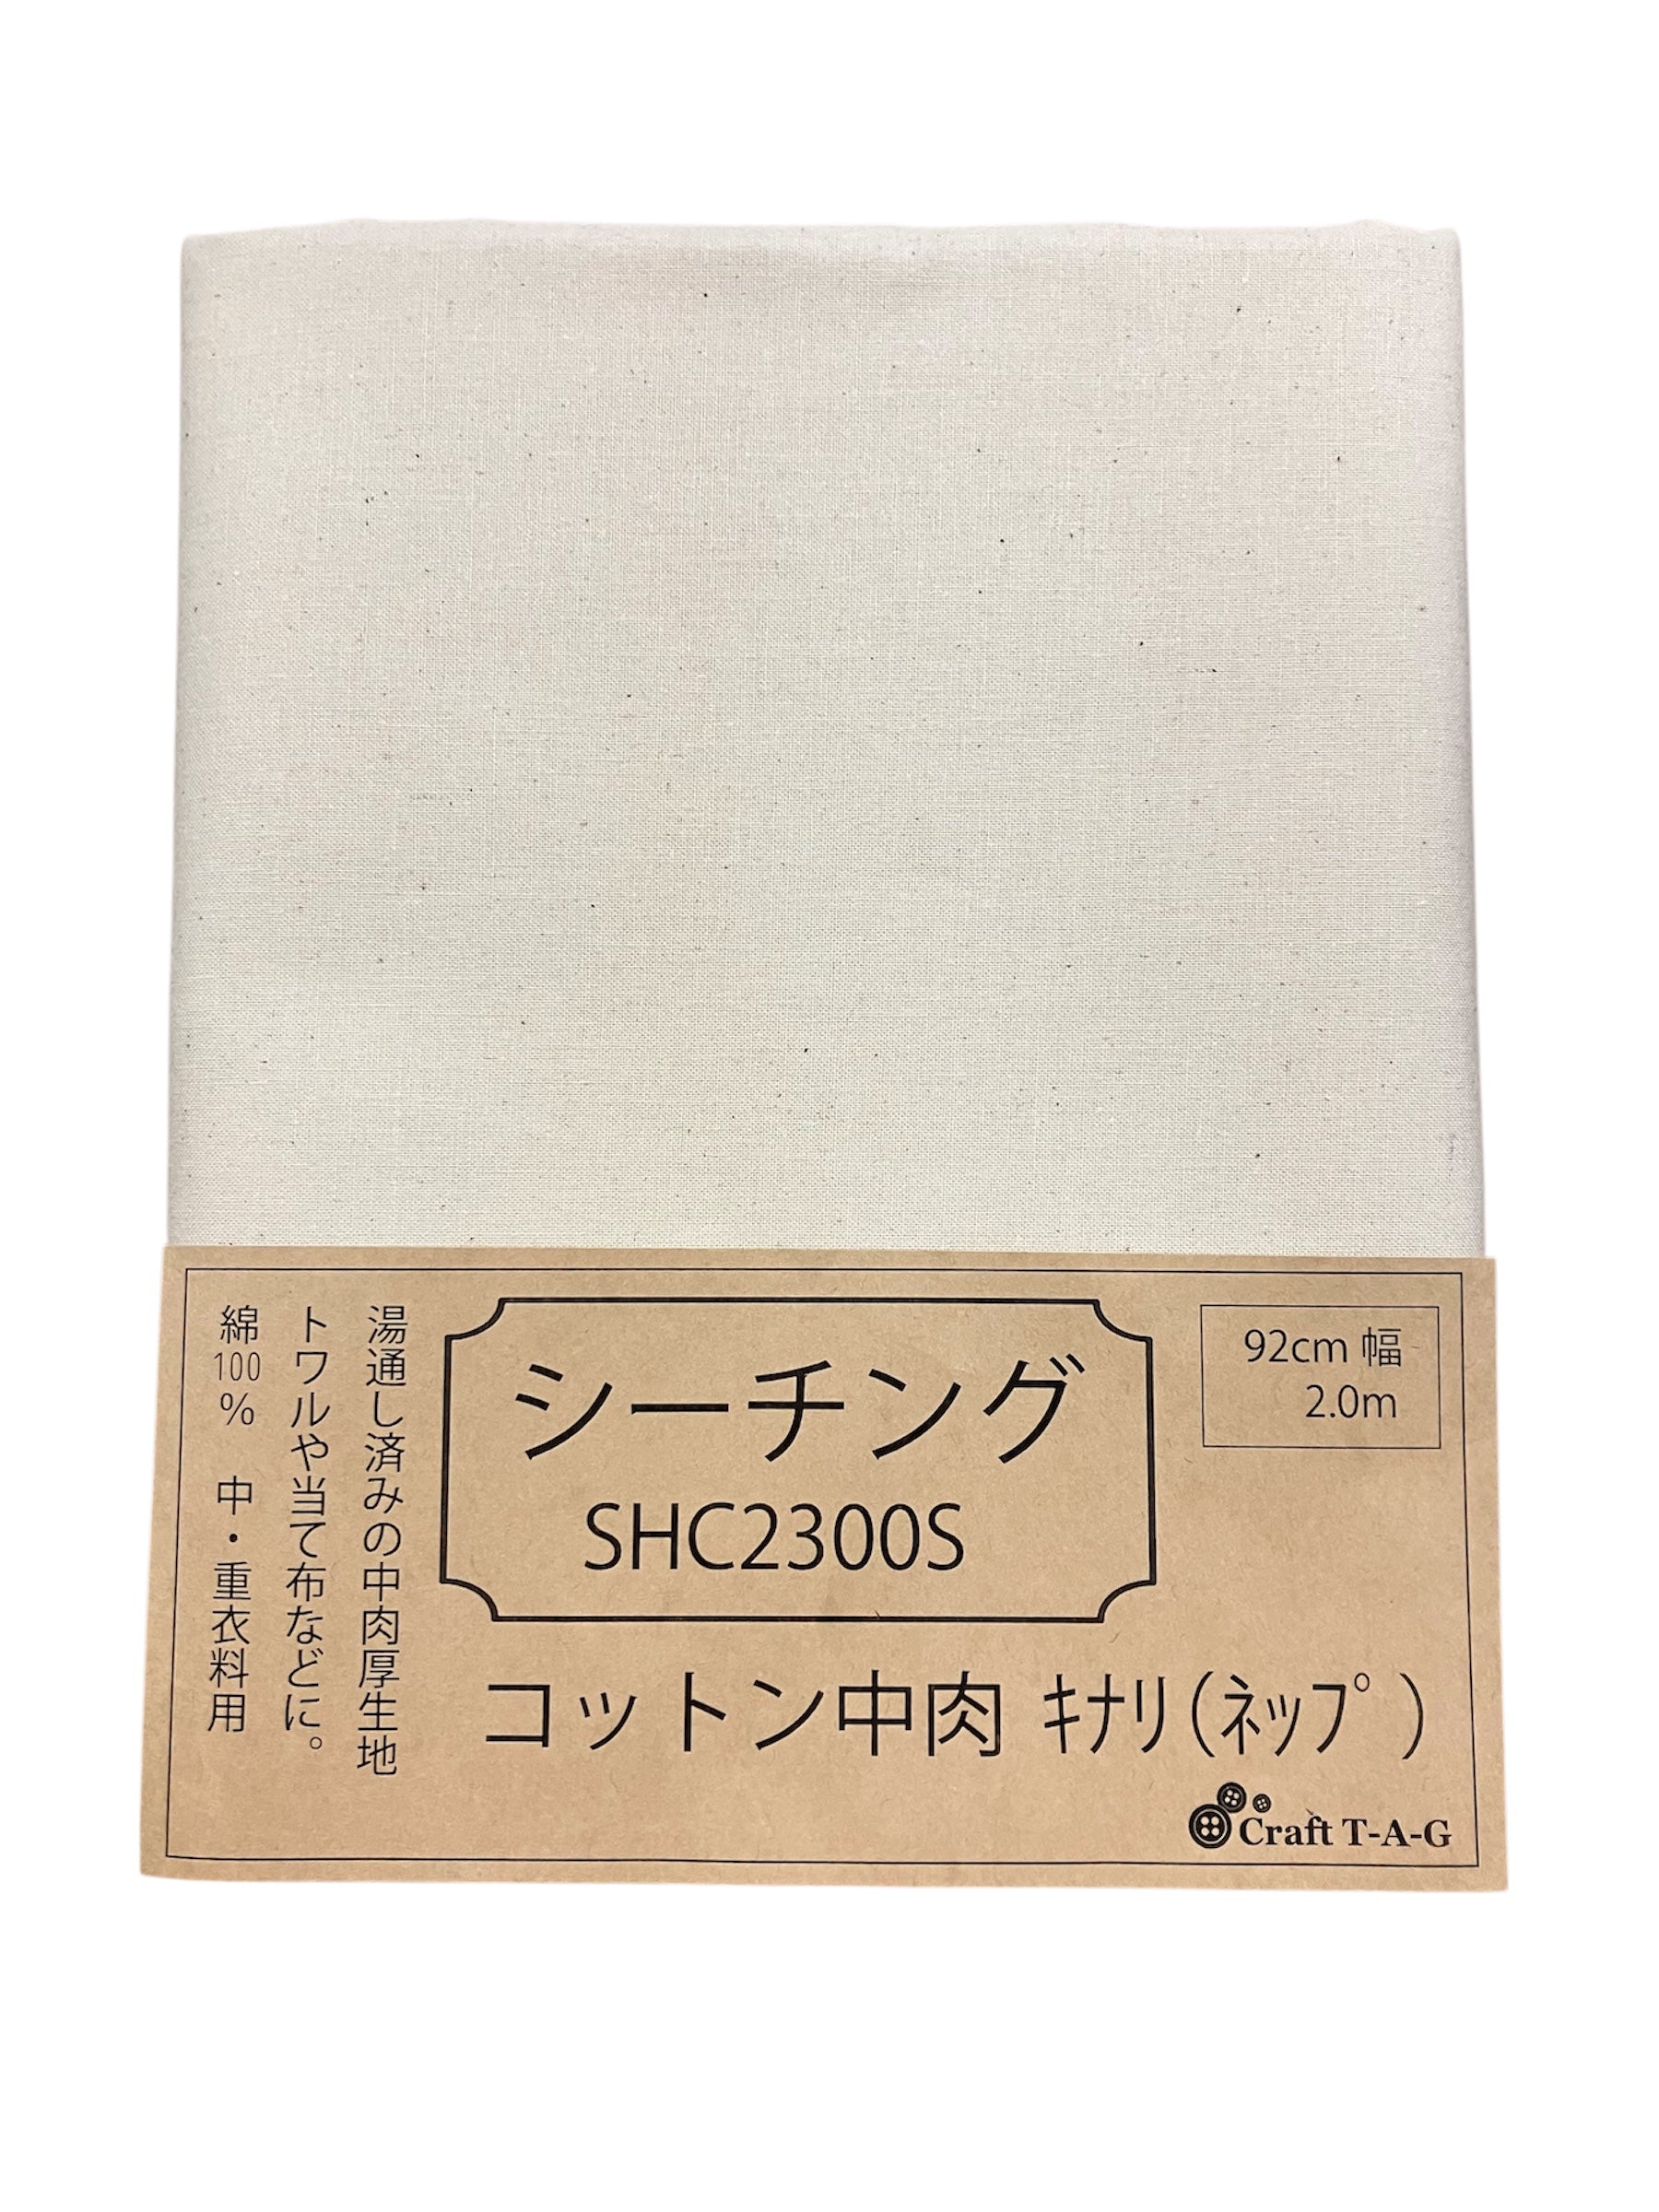 シーチング
SHC2300S
92cm 幅
2.0m
湯通し済みの中肉厚生地
トワルや当て布などに。
綿100% 中・重衣料用
コットン中肉 ｷﾅﾘ(ﾈｯﾌﾟ)
Craft T-A-G